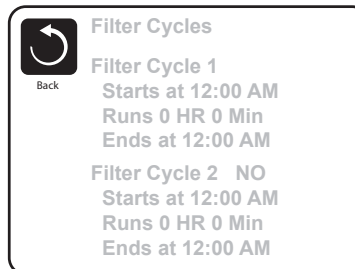 Filter Cycles
Back
Filter Cycle 1
Starts at 12:00 AM
Runs 0 HR 0 Min
Ends at 12:00 AM
Filter Cycle 2 NO
Starts at 12:00 AM
Runs 0 HR 0 Min
Ends at 12:00 AM